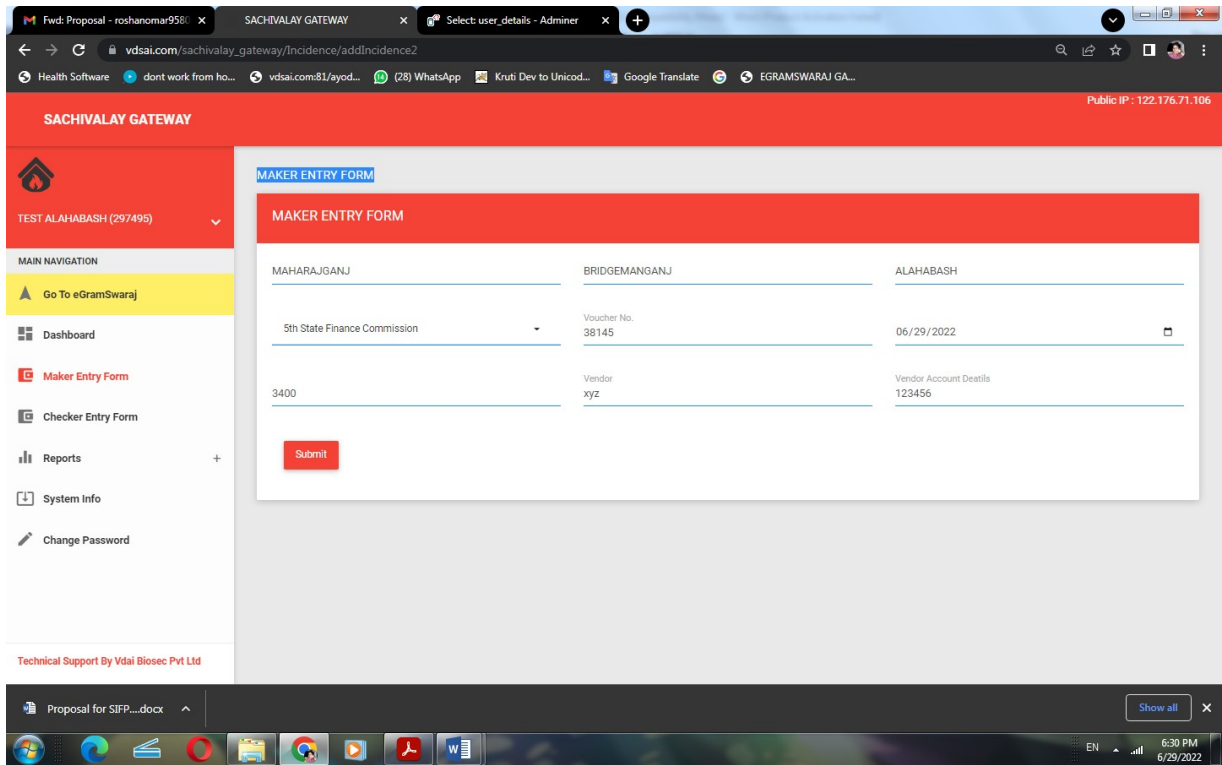 Fwd: Proposal - roshanomar9580
SACHIVALAY GATEWAY
Select: user_details - Adminer
vdsai.com/sachivalay_gateway/Incidence/addIncidence2
Health Software
dont work from ho...
vdsai.com:81/ayod...
(28) WhatsApp
Kruti Dev to Unicod...
Google Translate
EGRAMSWARAJ GA...
Public IP : 122.176.71.106
SACHIVALAY GATEWAY
TEST ALAHABASH (297495)
MAIN NAVIGATION
Go To eGramSwaraj
Dashboard
Maker Entry Form
Checker Entry Form
Reports +
System Info
Change Password
Technical Support By Vdai Biosec Pvt Ltd
MAKER ENTRY FORM
MAKER ENTRY FORM
MAHARAJGANJ
BRIDGEMANGANJ
ALAHABASH
5th State Finance Commission
Voucher No.
38145
06/29/2022
3400
Vendor
xyz
Vendor Account Deatils
123456
Submit
Proposal for SIFP....docx
Show all
EN
6:30 PM
6/29/2022